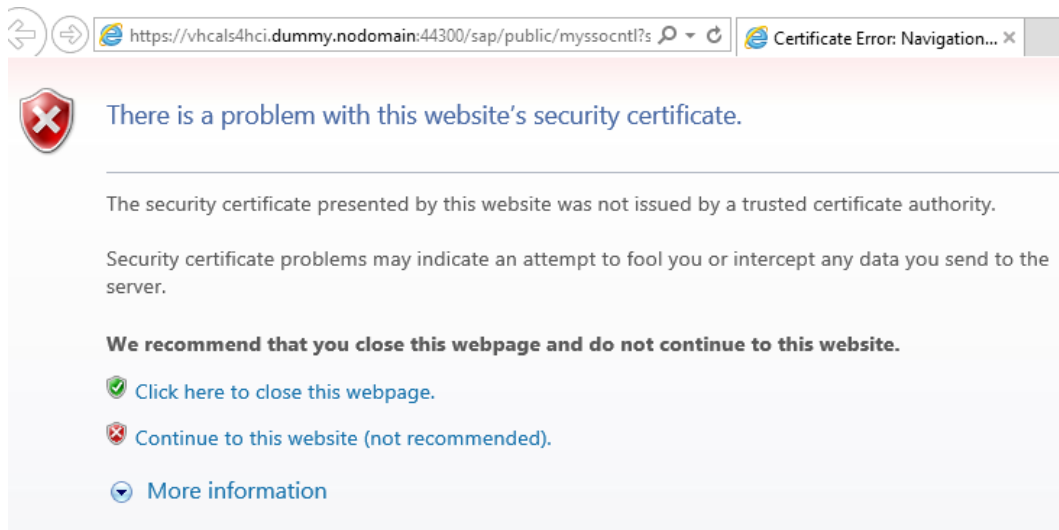 https://vhcals4hci.dummy.nodomain:44300/sap/public/myssocntl?s
Certificate Error: Navigation...
There is a problem with this website's security certificate.
The security certificate presented by this website was not issued by a trusted certificate authority.
Security certificate problems may indicate an attempt to fool you or intercept any data you send to the
server.
We recommend that you close this webpage and do not continue to this website.
Click here to close this webpage.
Continue to this website (not recommended).
More information